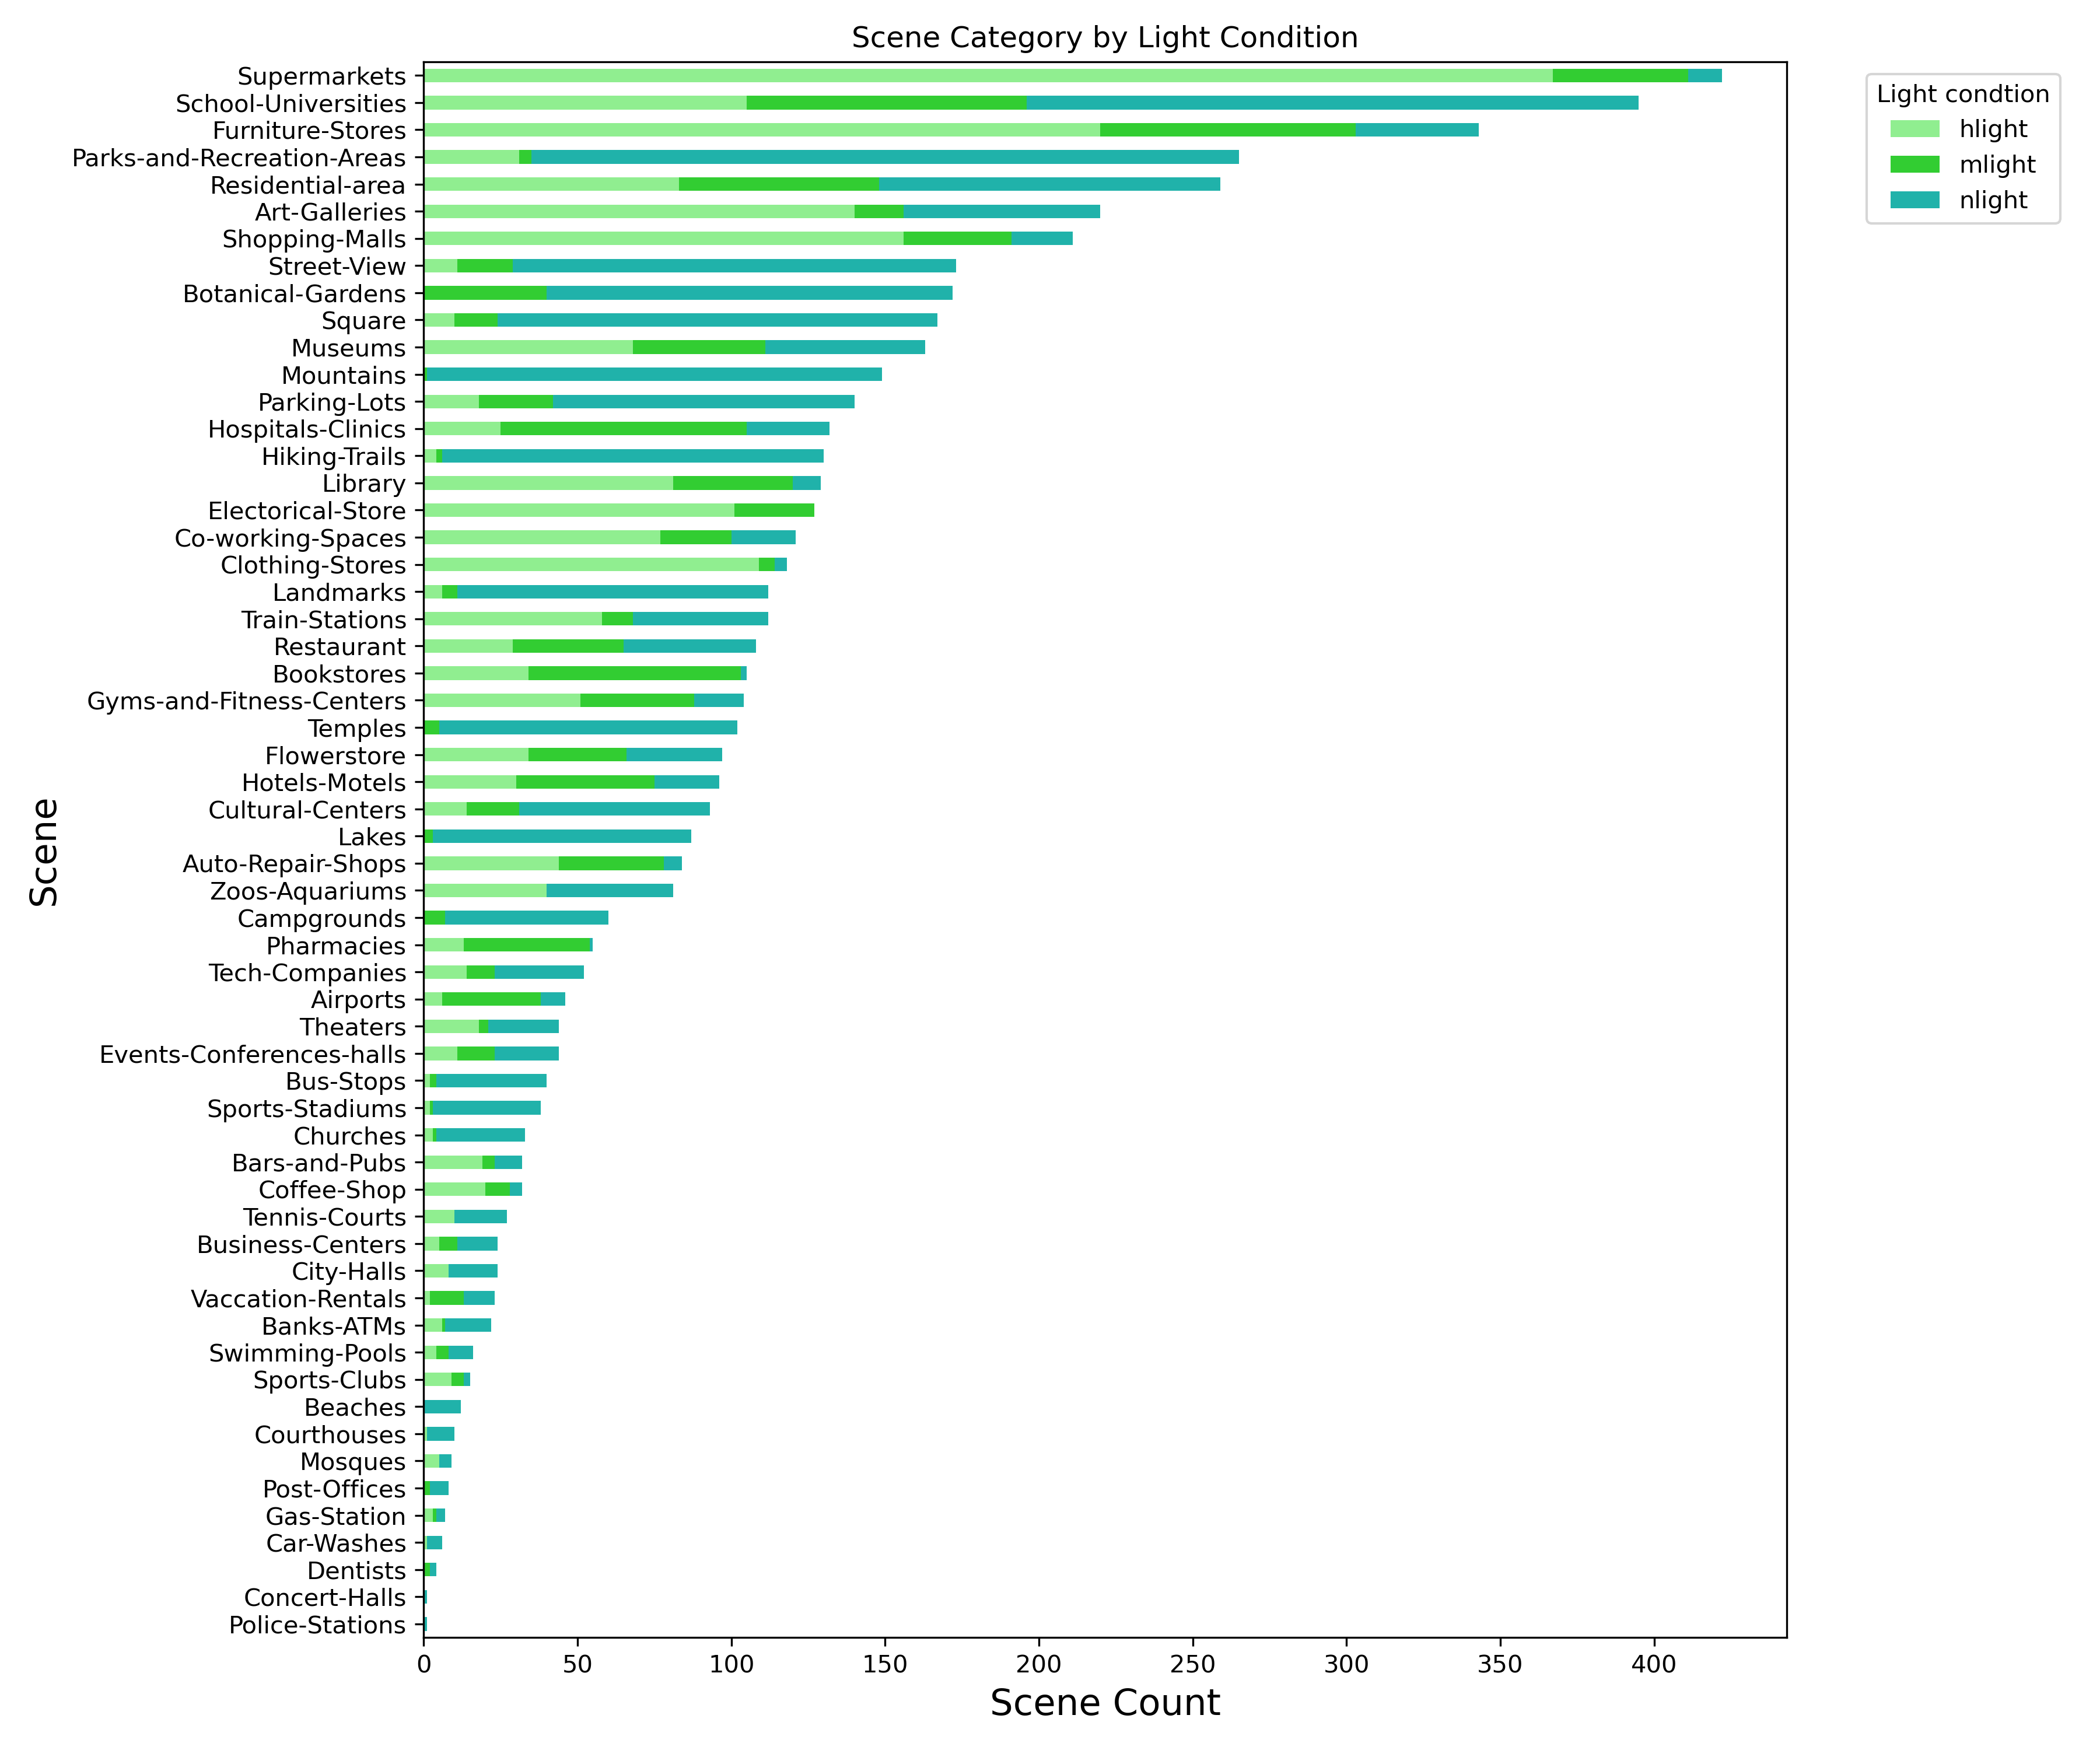 Scene Category by Light Condition
Supermarkets
School-Universities
Furniture-Stores
Parks-and-Recreation-Areas
Residential-area
Art-Galleries
Shopping-Malls
Street-View
Botanical-Gardens
Square
Museums
Mountains
Parking-Lots
Hospitals-Clinics
Hiking-Trails
Library
Electorical-Store
Co-working-Spaces
Clothing-Stores
Landmarks
Train-Stations
Restaurant
Bookstores
Gyms-and-Fitness-Centers
Temples
Flowerstore
Hotels-Motels
Cultural-Centers
Lakes
Auto-Repair-Shops
Zoos-Aquariums
Campgrounds
Pharmacies
Tech-Companies
Airports
Theaters
Events-Conferences-halls
Bus-Stops
Sports-Stadiums
Churches
Bars-and-Pubs
Coffee-Shop
Tennis-Courts
Business-Centers
City-Halls
Vaccation-Rentals
Banks-ATMs
Swimming-Pools
Sports-Clubs
Beaches
Courthouses
Mosques
Post-Offices
Gas-Station
Car-Washes
Dentists
Concert-Halls
Police-Stations
Scene
0 50 100 150 200 250 300 350 400
Scene Count
Light condtion
hlight
mlight
nlight